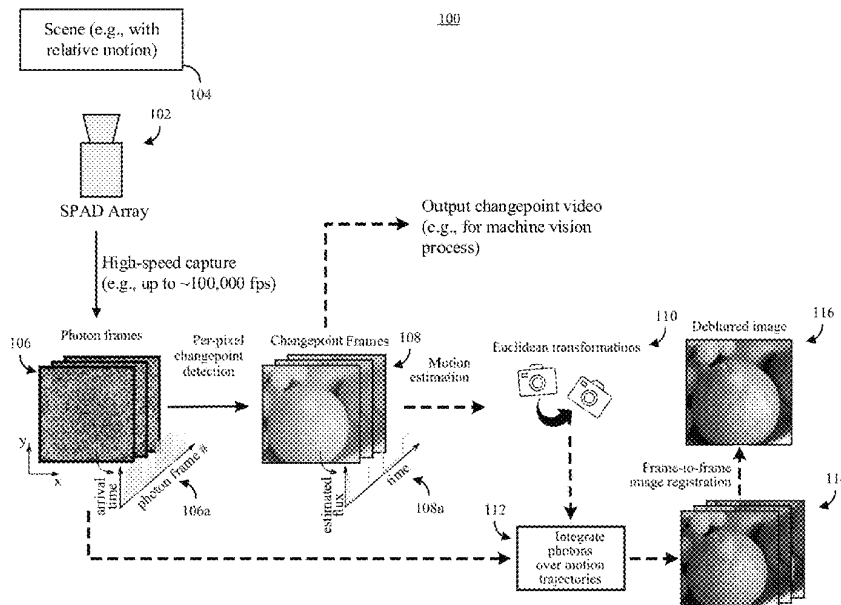 100
Scene (e.g., with
relative motion)
104
102
SPAD Array
Output changepoint video
(e.g., for machine vision
process)
High-speed capture
(e.g., up to ~100,000 fps)
106
Photon frames
Per-pixel
changepoint
detection
Changepoint Frames
108
Motion
estimation
Euclidean transformations
110
Deblurred image
116
y
x
arrival
time
photon frame #
106a
estimated
flux
time
108a
112
Integrate
photons
over motion
trajectories
Frame-to-frame
image registration